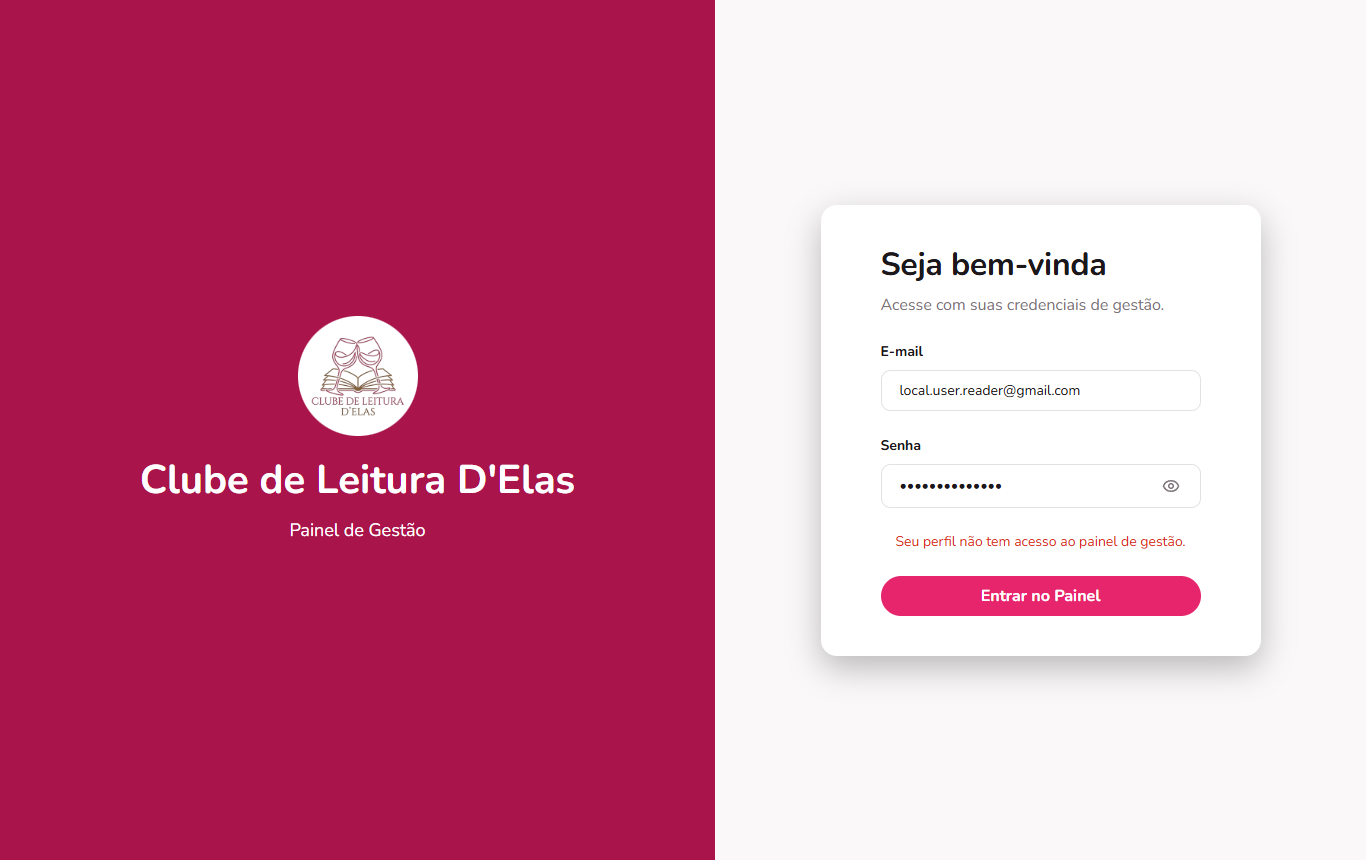 CLUBE DE LEITURA
D'ELAS
Clube de Leitura D'Elas
Painel de Gestão
Seja bem-vinda
Acesse com suas credenciais de gestão.
E-mail
local.user.reader@gmail.com
Senha
••••••••••••••
Seu perfil não tem acesso ao painel de gestão.
Entrar no Painel